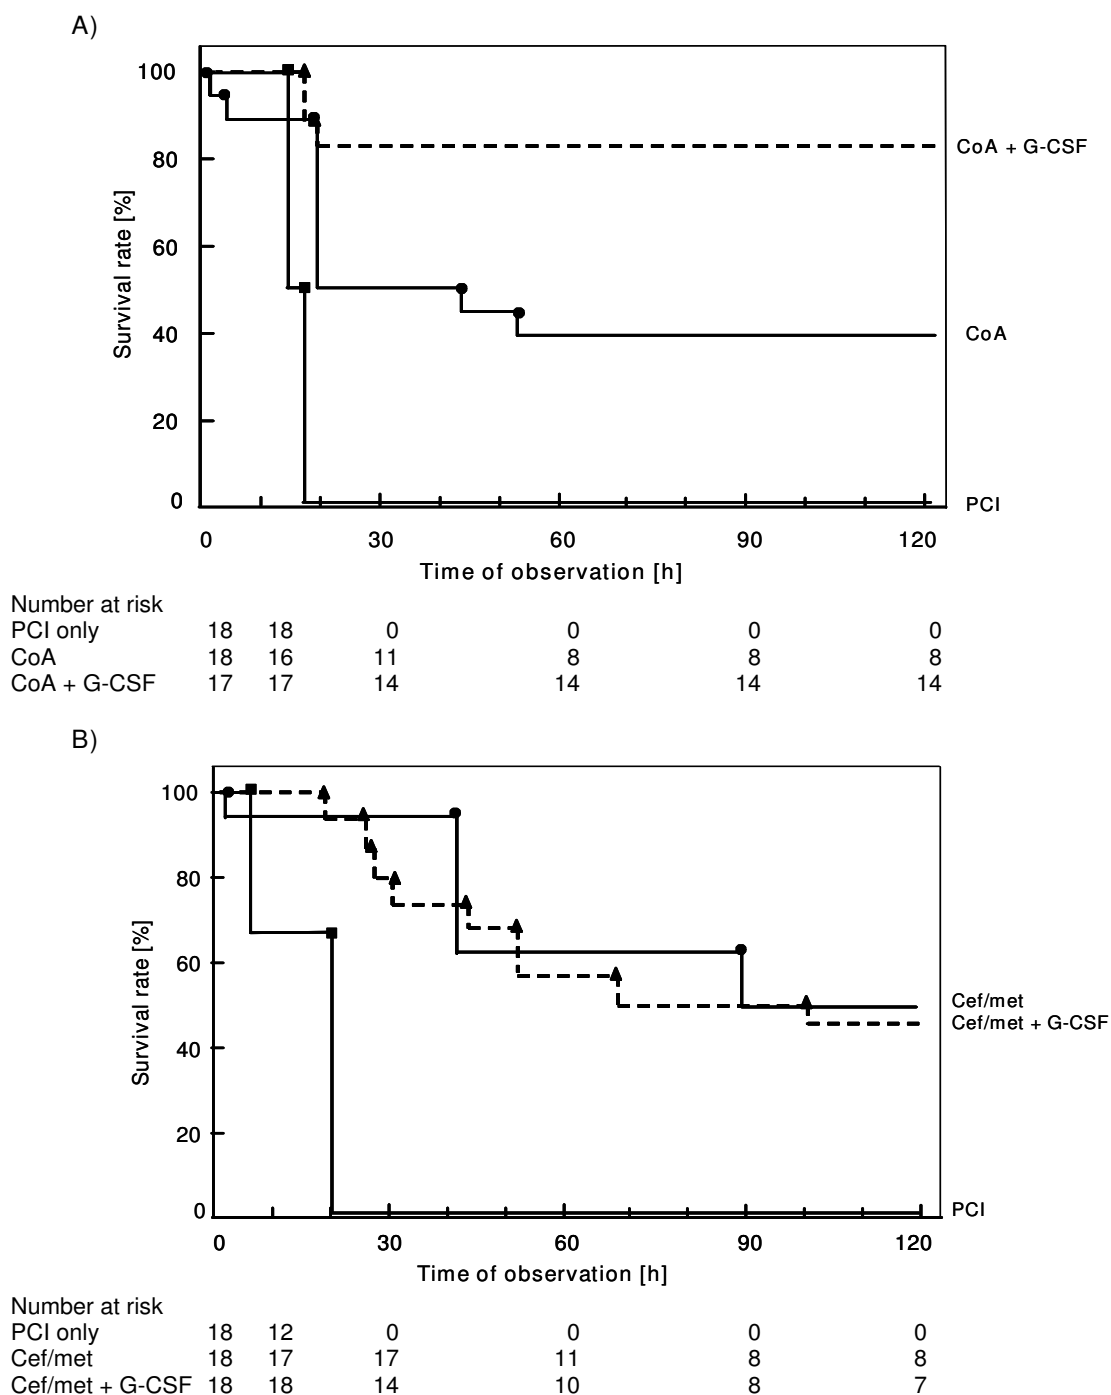 A)
100
80
60
40
20
0
Survival rate [%]
CoA + G-CSF
CoA
PCI
0 30 60 90 120
Time of observation [h]
Number at risk
PCI only 18 18 0 0 0 0
CoA 18 16 11 8 8 8
CoA + G-CSF 17 17 14 14 14 14
B)
100
80
60
40
20
0
Survival rate [%]
Cef/met
Cef/met + G-CSF
PCI
0 30 60 90 120
Time of observation [h]
Number at risk
PCI only 18 12 0 0 0 0
Cef/met 18 17 17 11 8 8
Cef/met + G-CSF 18 18 14 10 8 7